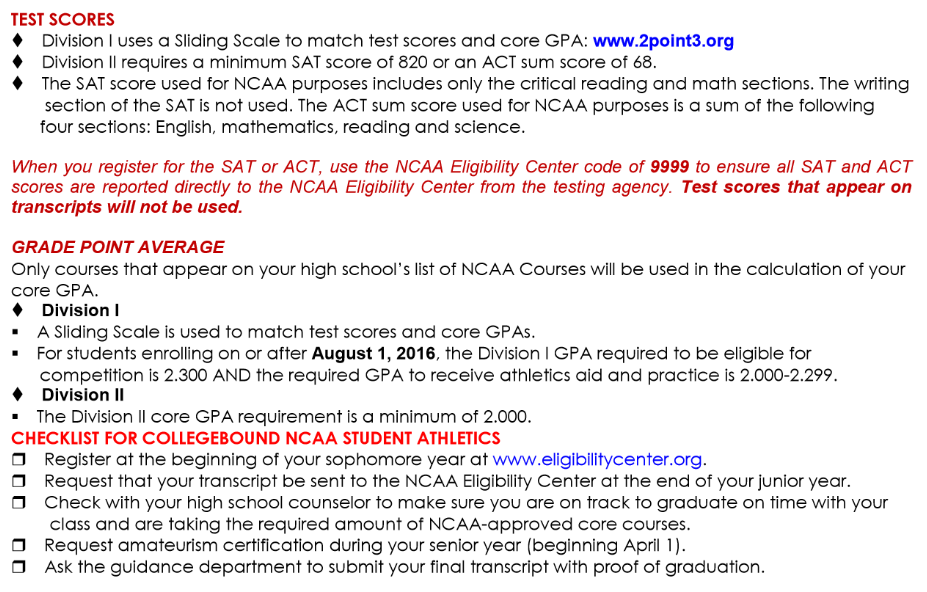 TEST SCORES
♦ Division I uses a Sliding Scale to match test scores and core GPA: www.2point3.org
♦ Division II requires a minimum SAT score of 820 or an ACT sum score of 68.
♦ The SAT score used for NCAA purposes includes only the critical reading and math sections. The writing
section of the SAT is not used. The ACT sum score used for NCAA purposes is a sum of the following
four sections: English, mathematics, reading and science.
When you register for the SAT or ACT, use the NCAA Eligibility Center code of 9999 to ensure all SAT and ACT
scores are reported directly to the NCAA Eligibility Center from the testing agency. Test scores that appear on
transcripts will not be used.
GRADE POINT AVERAGE
Only courses that appear on your high school’s list of NCAA Courses will be used in the calculation of your
core GPA.
♦ Division I
▪ A Sliding Scale is used to match test scores and core GPAs.
▪ For students enrolling on or after August 1, 2016, the Division I GPA required to be eligible for
competition is 2.300 AND the required GPA to receive athletics aid and practice is 2.000-2.299.
♦ Division II
▪ The Division II core GPA requirement is a minimum of 2.000.
CHECKLIST FOR COLLEGEBOUND NCAA STUDENT ATHLETICS
❒ Register at the beginning of your sophomore year at www.eligibilitycenter.org.
❒ Request that your transcript be sent to the NCAA Eligibility Center at the end of your junior year.
❒ Check with your high school counselor to make sure you are on track to graduate on time with your
class and are taking the required amount of NCAA-approved core courses.
❒ Request amateurism certification during your senior year (beginning April 1).
❒ Ask the guidance department to submit your final transcript with proof of graduation.